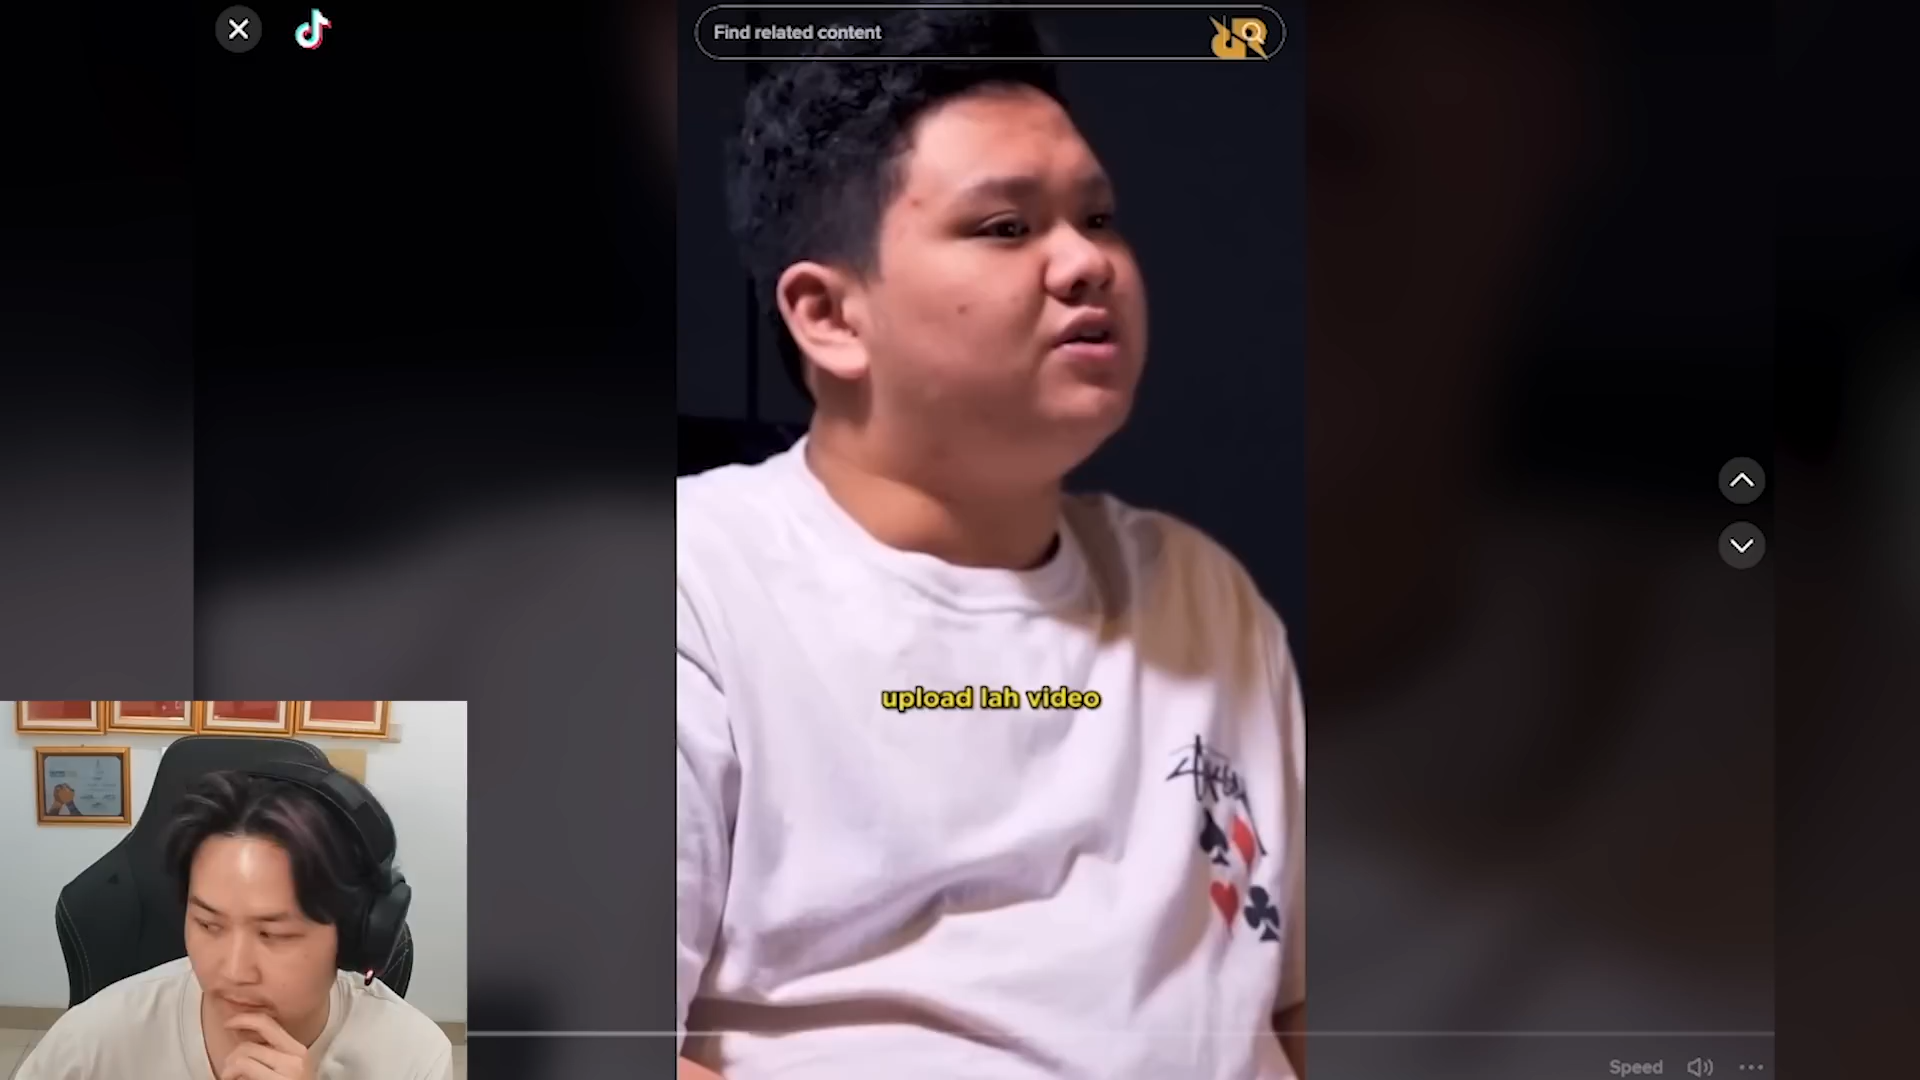 Find related content
upload lah video
Speed